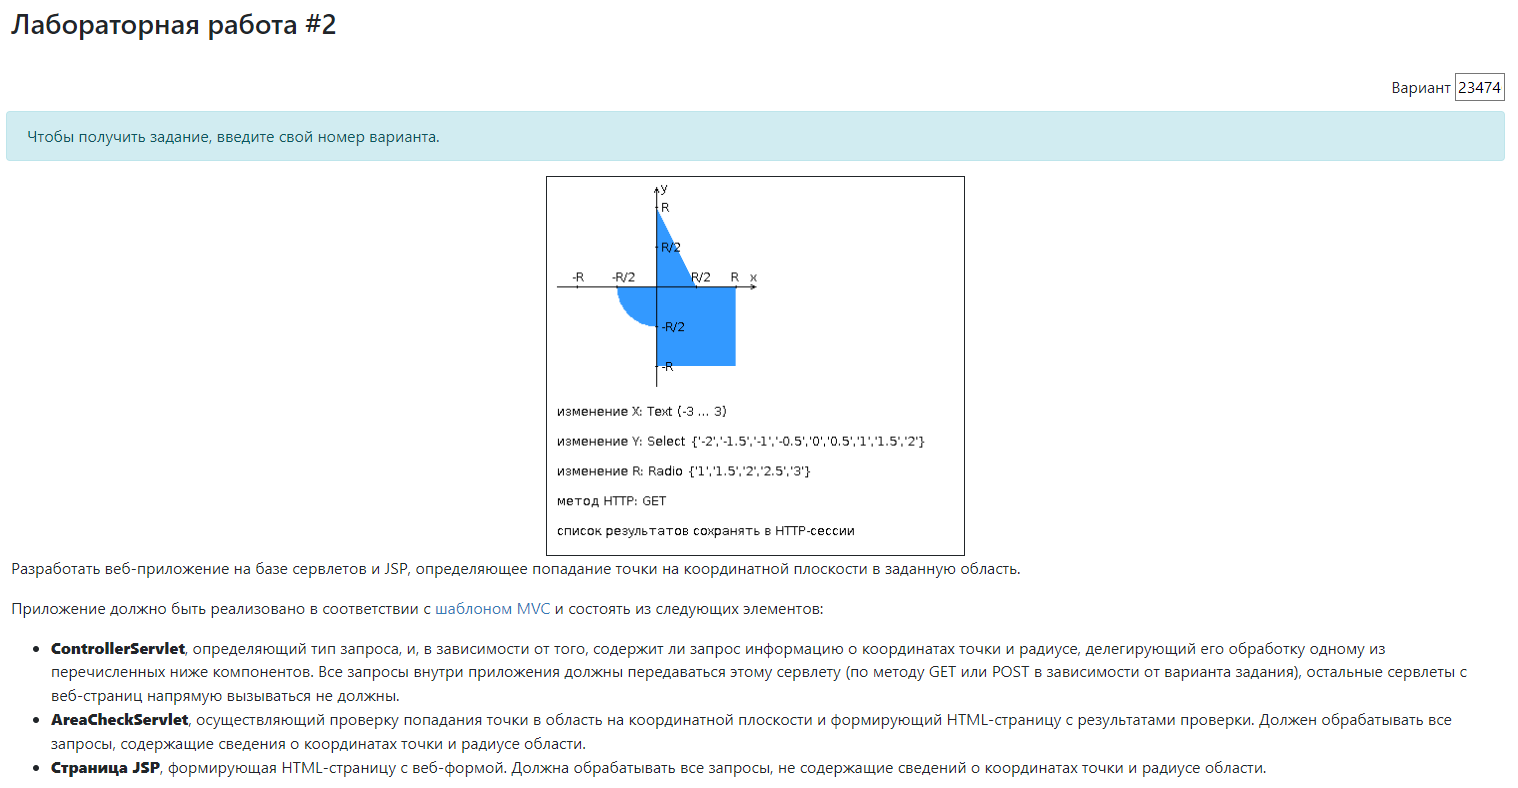 Лабораторная работа #2
Вариант 23474
Чтобы получить задание, введите свой номер варианта.
y
R
R/2
-R -R/2 R/2 R x
-R/2
-R
изменение X: Text (-3 ... 3)
изменение Y: Select {'-2','-1.5','-1','-0.5','0','0.5','1','1.5','2'}
изменение R: Radio {'1','1.5','2','2.5','3'}
метод HTTP: GET
список результатов сохранять в HTTP-сессии
Разработать веб-приложение на базе сервлетов и JSP, определяющее попадание точки на координатной плоскости в заданную область.
Приложение должно быть реализовано в соответствии с шаблоном MVC и состоять из следующих элементов:
• ControllerServlet, определяющий тип запроса, и, в зависимости от того, содержит ли запрос информацию о координатах точки и радиусе, делегирующий его обработку одному из
перечисленных ниже компонентов. Все запросы внутри приложения должны передаваться этому сервлету (по методу GET или POST в зависимости от варианта задания), остальные сервлеты с
веб-страниц напрямую вызываться не должны.
• AreaCheckServlet, осуществляющий проверку попадания точки в область на координатной плоскости и формирующий HTML-страницу с результатами проверки. Должен обрабатывать все
запросы, содержащие сведения о координатах точки и радиусе области.
• Страница JSP, формирующая HTML-страницу с веб-формой. Должна обрабатывать все запросы, не содержащие сведений о координатах точки и радиусе области.